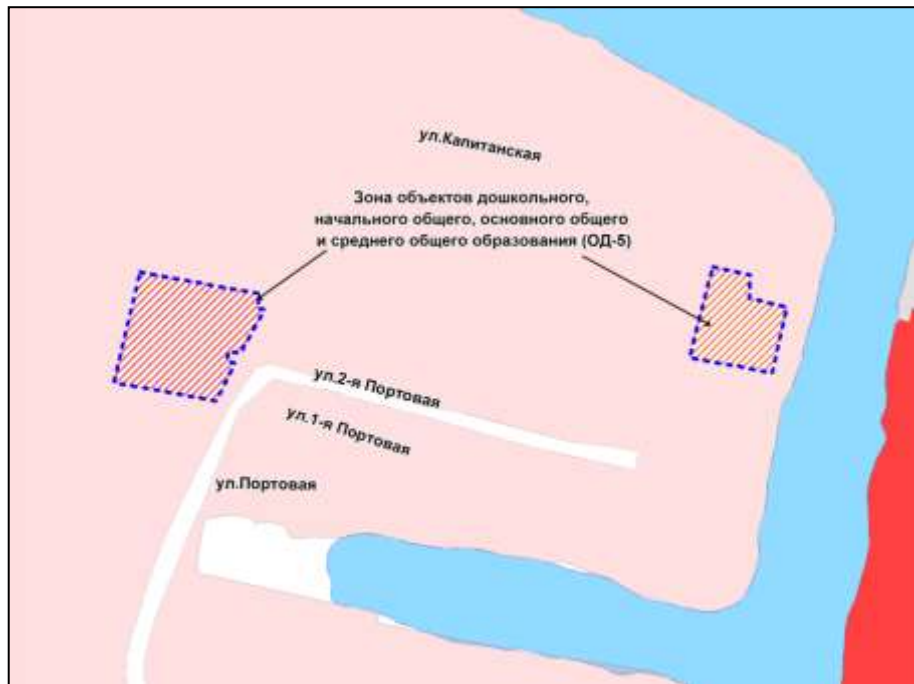 ул.Капитанская
Зона объектов дошкольного,
начального общего, основного общего
и среднего общего образования (ОД-5)
ул.2-я Портовая
ул.1-я Портовая
ул.Портовая